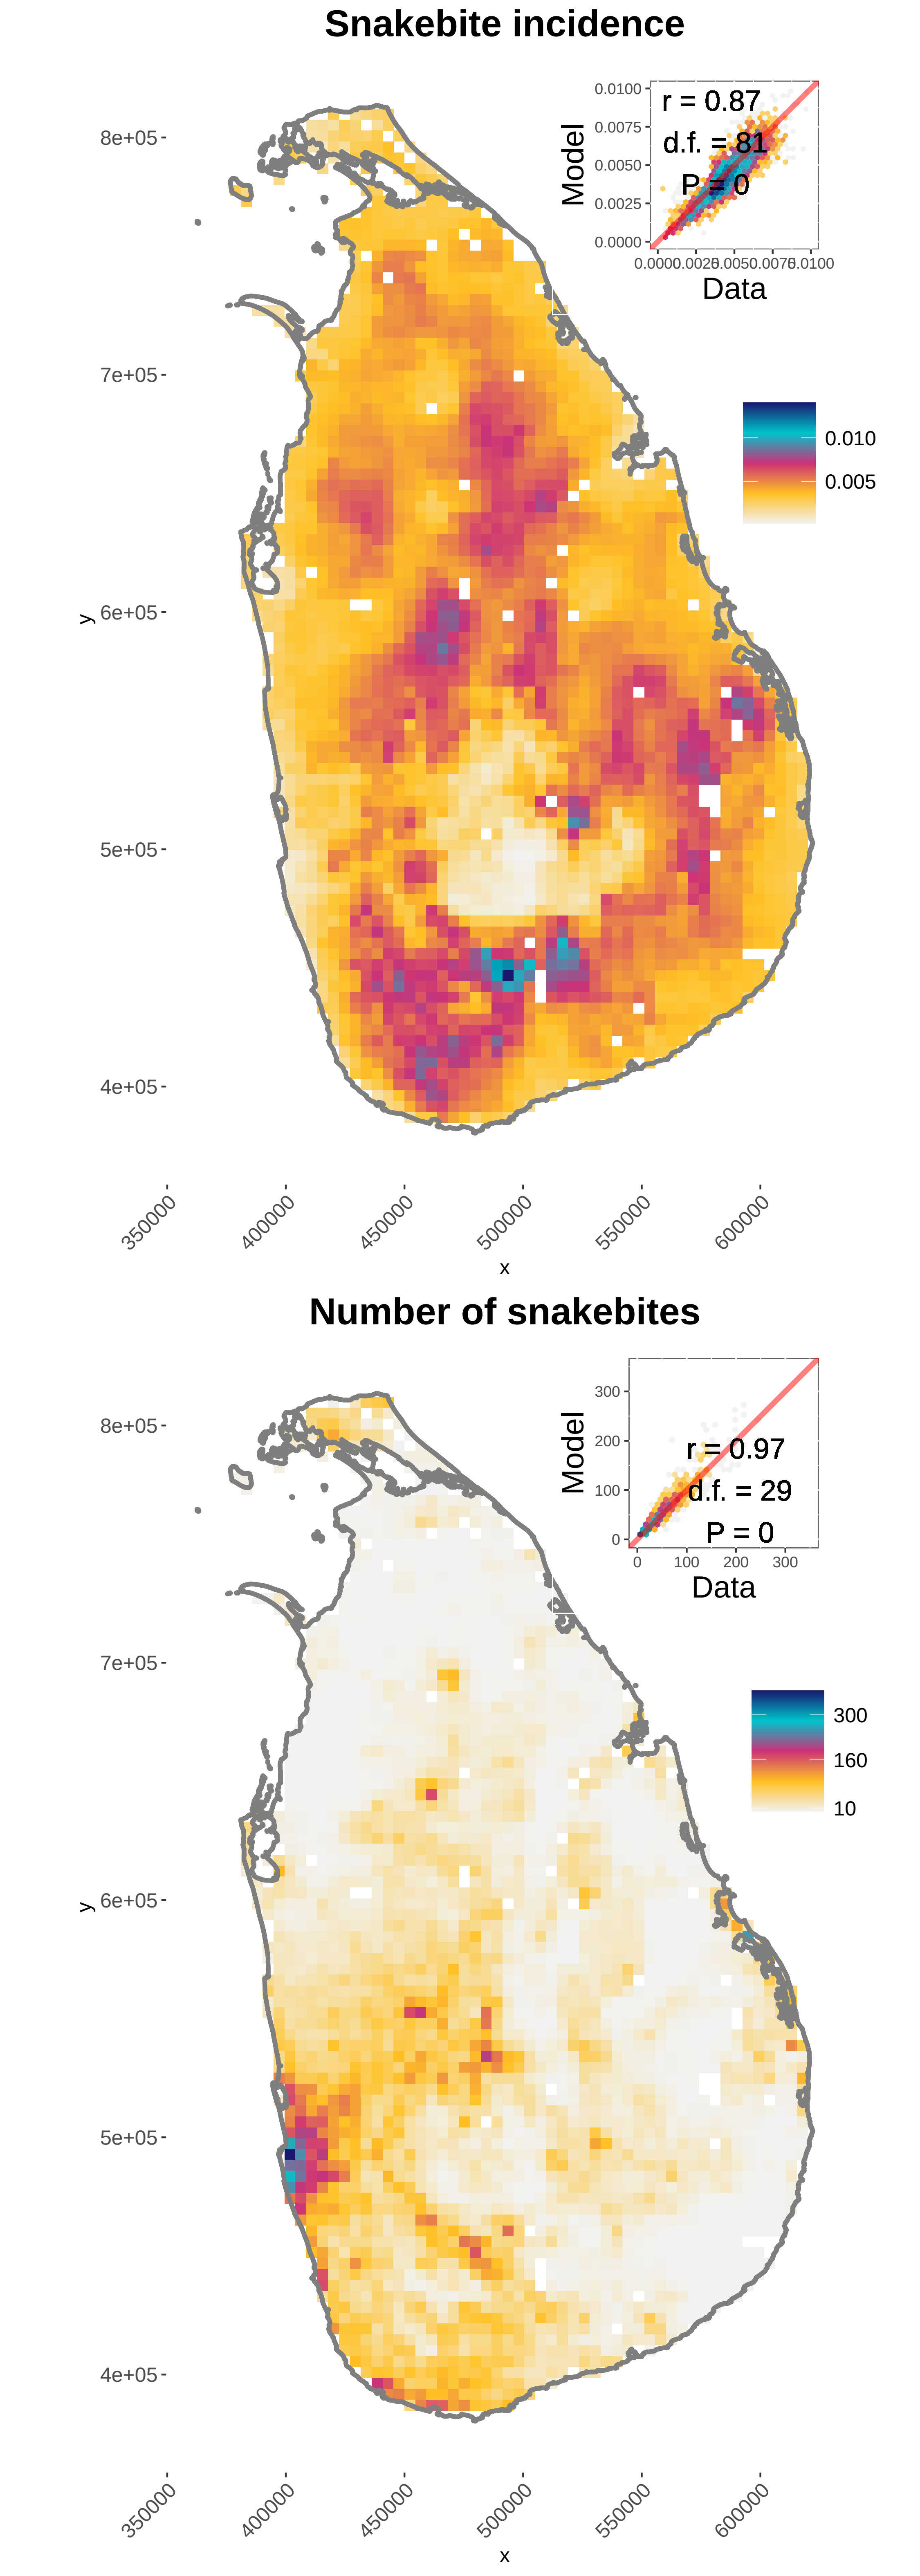 Snakebite incidence
8e+05
7e+05
6e+05
5e+05
4e+05
y
350000
400000
450000
500000
550000
600000
x
0.0100
0.0075
0.0050
0.0025
0.0000
Model
r = 0.87
d.f. = 81
P = 0
0.0000 0.0025 0.0050 0.0075 0.0100
Data
0.010
0.005
Number of snakebites
8e+05
7e+05
6e+05
5e+05
4e+05
y
350000
400000
450000
500000
550000
600000
x
300
200
100
0
Model
r = 0.97
d.f. = 29
P = 0
0 100 200 300
Data
300
160
10